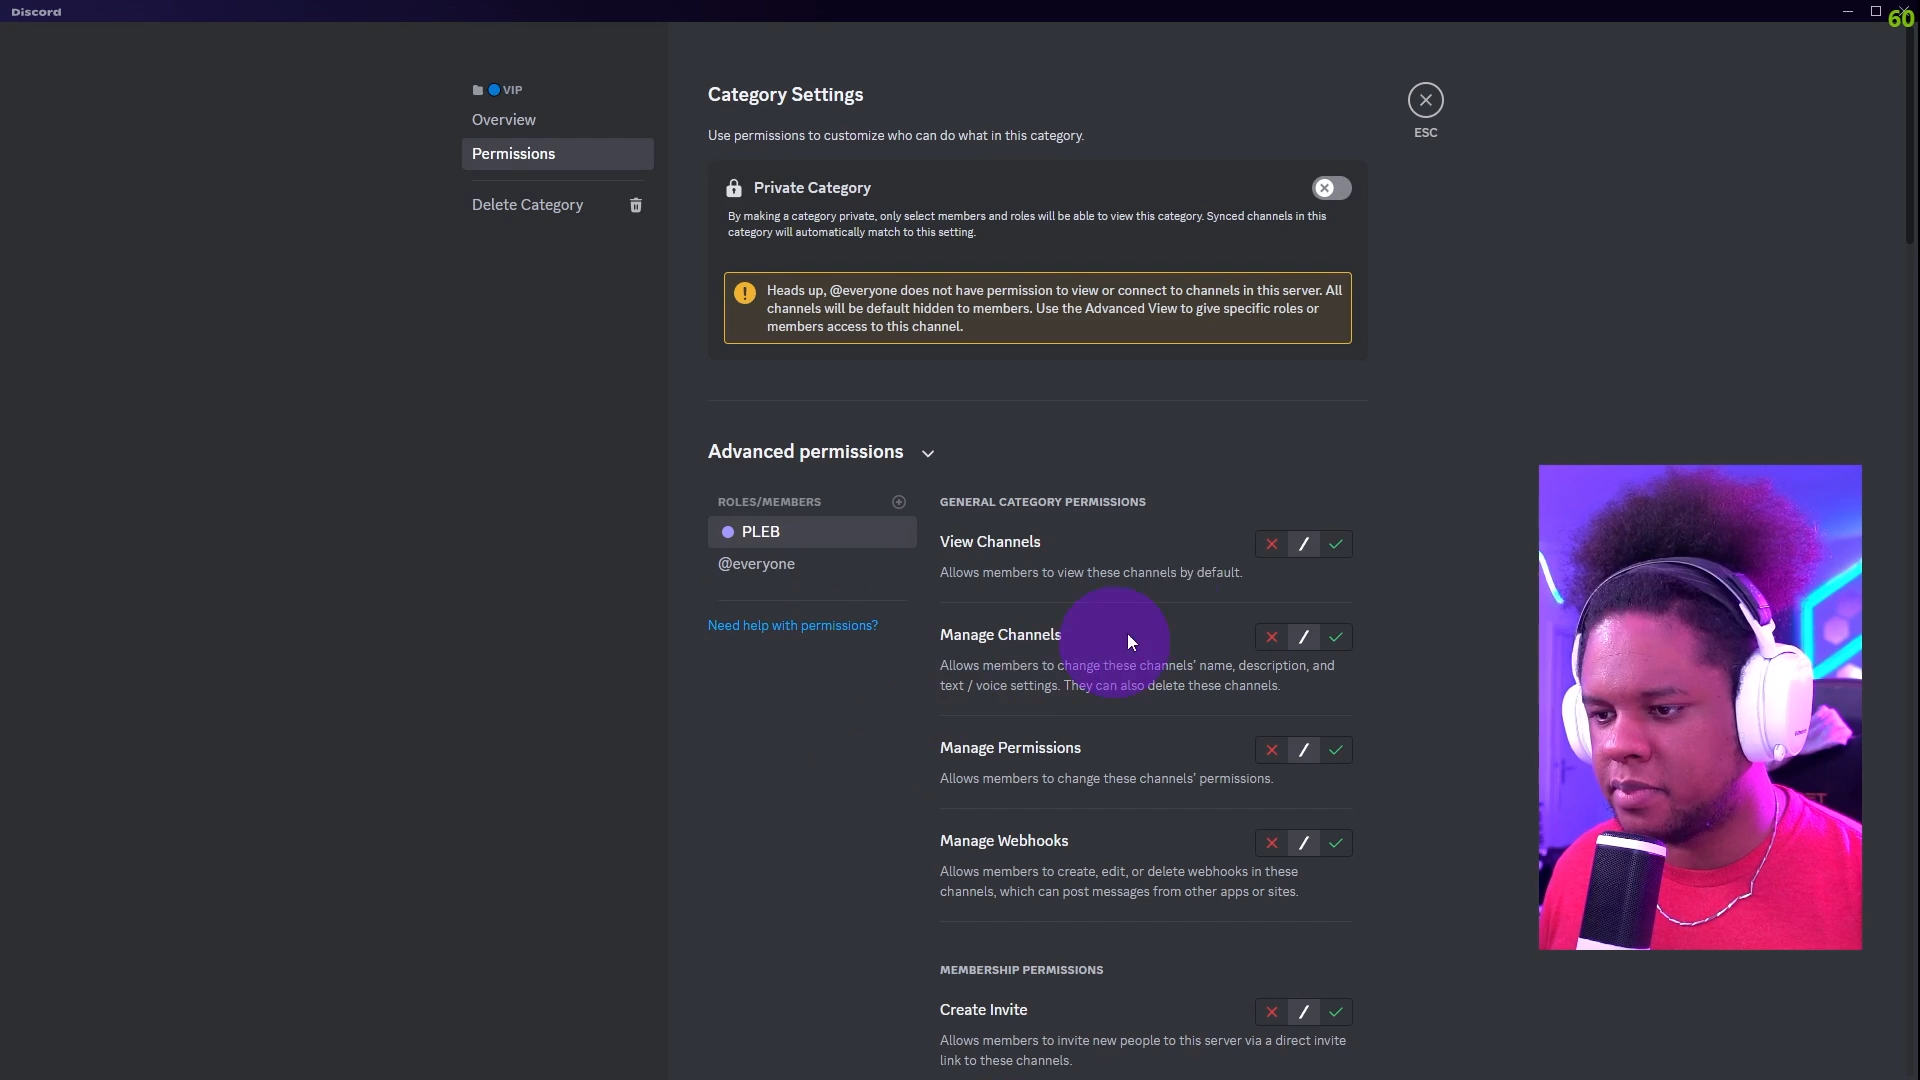 Discord
60
VIP
Overview
Permissions
Delete Category
Category Settings
Use permissions to customize who can do what in this category.
ESC
Private Category
By making a category private, only select members and roles will be able to view this category. Synced channels in this
category will automatically match to this setting.
Heads up, @everyone does not have permission to view or connect to channels in this server. All
channels will be default hidden to members. Use the Advanced View to give specific roles or
members access to this channel.
Advanced permissions
ROLES/MEMBERS
PLEB
@everyone
Need help with permissions?
GENERAL CATEGORY PERMISSIONS
View Channels
Allows members to view these channels by default.
Manage Channels
Allows members to change these channels' name, description, and
text / voice settings. They can also delete these channels.
Manage Permissions
Allows members to change these channels' permissions.
Manage Webhooks
Allows members to create, edit, or delete webhooks in these
channels, which can post messages from other apps or sites.
MEMBERSHIP PERMISSIONS
Create Invite
Allows members to invite new people to this server via a direct invite
link to these channels.